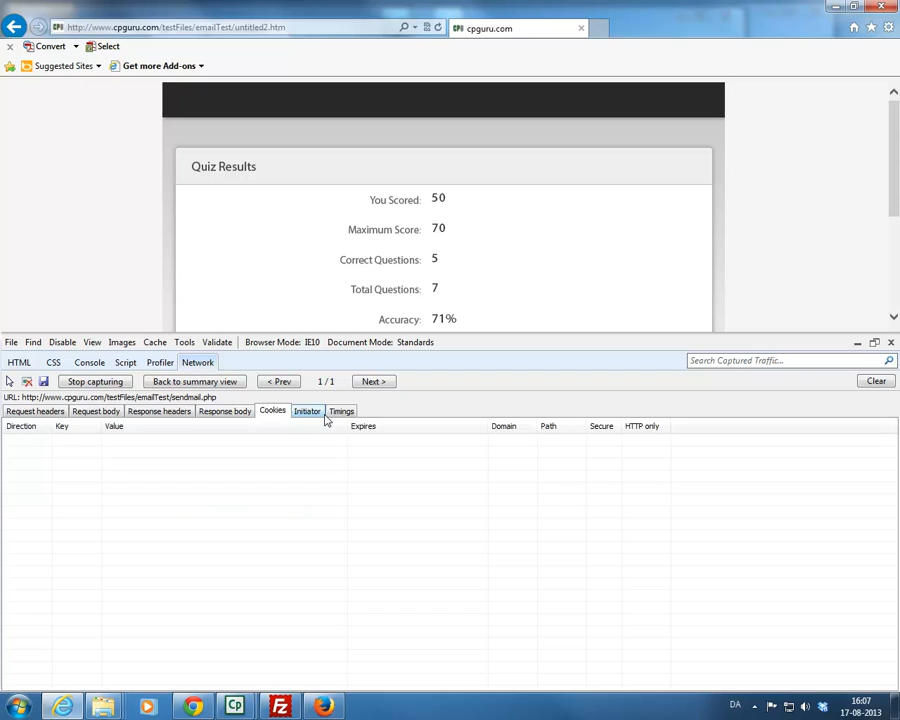 http://www.cpguru.com/testFiles/emailTest/untitled2.htm
cpguru.com
Convert Select
Suggested Sites Get more Add-ons
Quiz Results
You Scored: 50
Maximum Score: 70
Correct Questions: 5
Total Questions: 7
Accuracy: 71%
File Find Disable View Images Cache Tools Validate Browser Mode: IE10 Document Mode: Standards
HTML CSS Console Script Profiler Network Search Captured Traffic...
Stop capturing Back to summary view < Prev 1 / 1 Next > Clear
URL: http://www.cpguru.com/testFiles/emailTest/sendmail.php
Request headers Request body Response headers Response body Cookies Initiator Timings
Direction Key Value Expires Domain Path Secure HTTP only
DA 16:07
17-08-2013